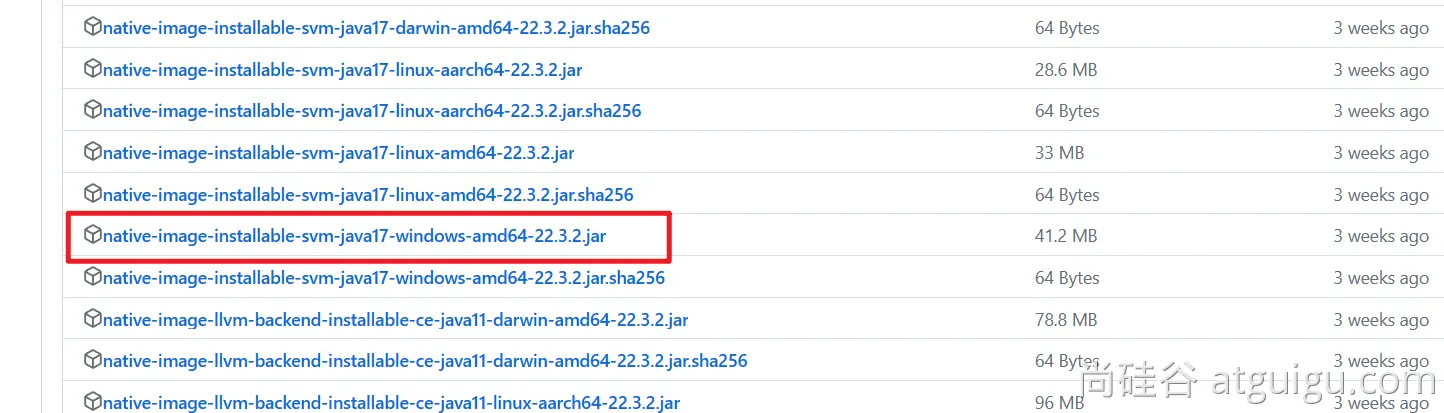 native-image-installable-svm-java17-darwin-amd64-22.3.2.jar.sha256 64 Bytes 3 weeks ago
native-image-installable-svm-java17-linux-aarch64-22.3.2.jar 28.6 MB 3 weeks ago
native-image-installable-svm-java17-linux-aarch64-22.3.2.jar.sha256 64 Bytes 3 weeks ago
native-image-installable-svm-java17-linux-amd64-22.3.2.jar 33 MB 3 weeks ago
native-image-installable-svm-java17-linux-amd64-22.3.2.jar.sha256 64 Bytes 3 weeks ago
native-image-installable-svm-java17-windows-amd64-22.3.2.jar 41.2 MB 3 weeks ago
native-image-installable-svm-java17-windows-amd64-22.3.2.jar.sha256 64 Bytes 3 weeks ago
native-image-llvm-backend-installable-ce-java11-darwin-amd64-22.3.2.jar 78.8 MB 3 weeks ago
native-image-llvm-backend-installable-ce-java11-darwin-amd64-22.3.2.jar.sha256 64 Bytes 3 weeks ago
尚硅谷 atguigu.com
native-image-llvm-backend-installable-ce-java11-linux-aarch64-22.3.2.jar 96 MB 3 weeks ago